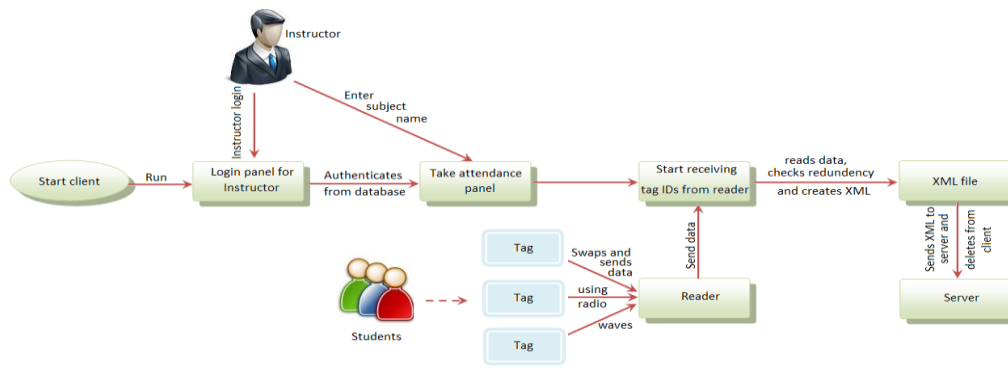 Instructor
Instructor login
Enter
subject
name
Start client
Run
Login panel for
Instructor
Authenticates
from database
Take attendance
panel
Start receiving
tag IDs from reader
reads data,
checks redundancy
and creates XML
XML file
Send data
Sends XML to
server and
deletes from
client
Tag
Swaps and
sends
data
Tag
using
radio
Reader
Server
Students
Tag
waves